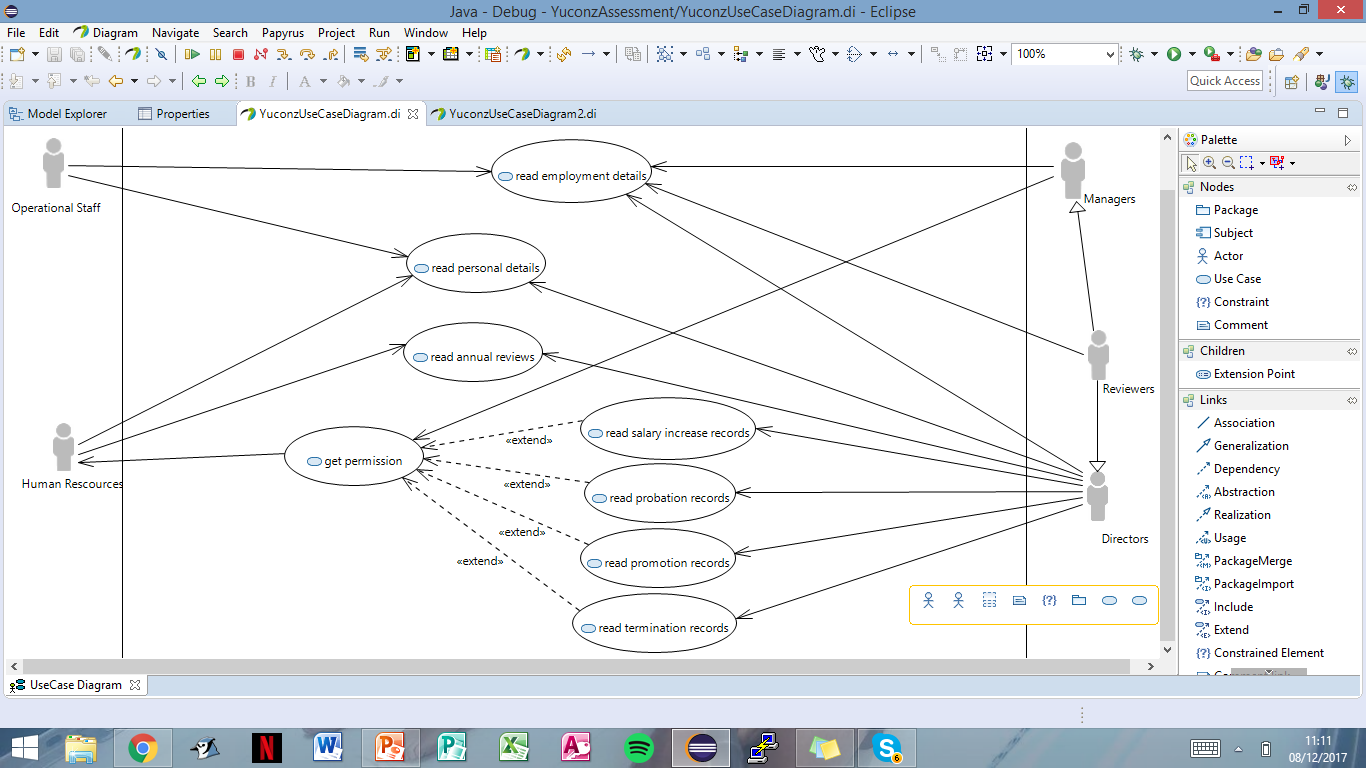 Java - Debug - YuconzAssessment/YuconzUseCaseDiagram.di - Eclipse
File Edit Diagram Navigate Search Papyrus Project Run Window Help
100%
B I A
Quick Access
Model Explorer Properties YuconzUseCaseDiagram.di YuconzUseCaseDiagram2.di
Operational Staff
Human Rescources
Managers
Reviewers
Directors
read employment details
read personal details
read annual reviews
get permission
«extend»
«extend»
«extend»
«extend»
read salary increase records
read probation records
read promotion records
read termination records
{?}
Palette
Nodes
Package
Subject
Actor
Use Case
{?} Constraint
Comment
Children
Extension Point
Links
Association
Generalization
Dependency
Abstraction
Realization
Usage
PackageMerge
PackageImport
Include
Extend
{?} Constrained Element
UseCase Diagram
N W P P X A S 6
11:11
08/12/2017